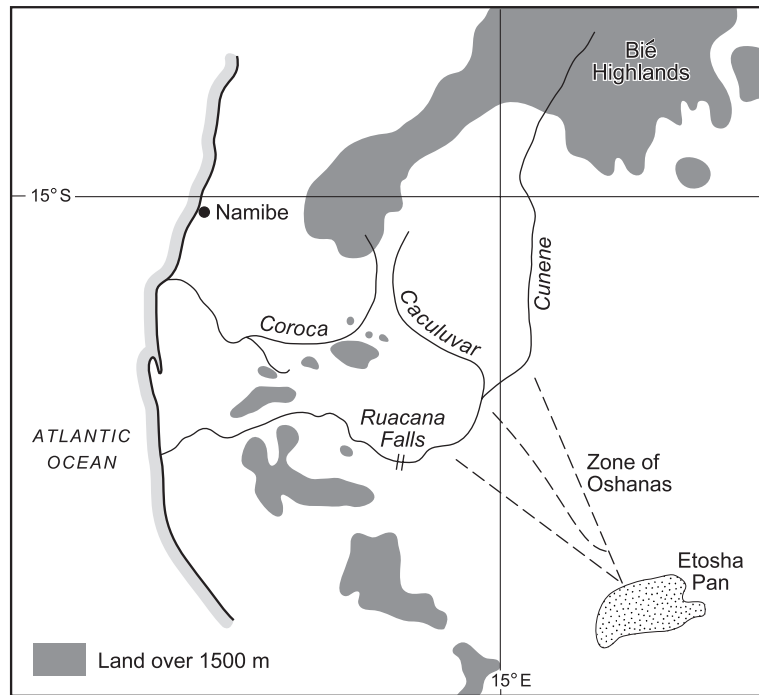 Bié
Highlands
15°S
Namibe
Cunene
Coroca
Caculuvar
Ruacana
Falls
ATLANTIC
OCEAN
Zone of
Oshanas
Etosha
Pan
Land over 1500 m
15°E